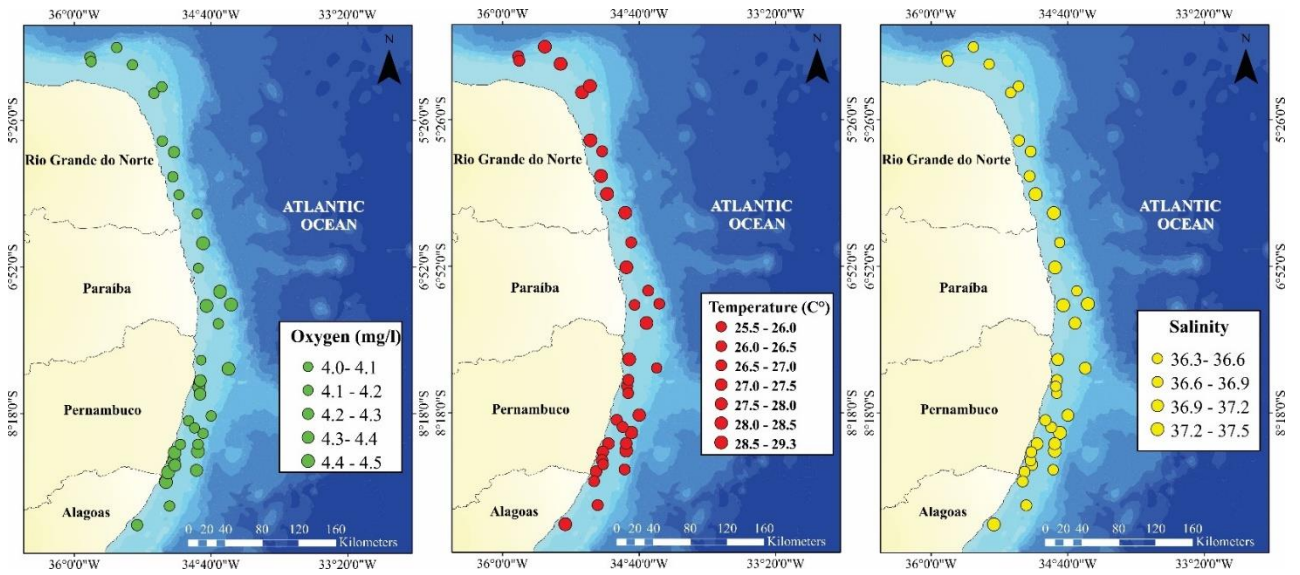 36°0'0"W 34°40'0"W 33°20'0"W
N
5°26'0"S
Rio Grande do Norte
ATLANTIC
OCEAN
6°52'0"S
Paraíba
Oxygen (mg/l)
4.0- 4.1
4.1 - 4.2
4.2 - 4.3
4.3- 4.4
4.4 - 4.5
Pernambuco
8°18'0"S
Alagoas
0 20 40 80 120 160
Kilometers
36°0'0"W 34°40'0"W 33°20'0"W
36°0'0"W 34°40'0"W 33°20'0"W
N
5°26'0"S
Rio Grande do Norte
ATLANTIC
OCEAN
6°52'0"S
Paraíba
Temperature (C°)
25.5 - 26.0
26.0 - 26.5
26.5 - 27.0
27.0 - 27.5
27.5 - 28.0
28.0 - 28.5
28.5 - 29.3
Pernambuco
8°18'0"S
Alagoas
0 20 40 80 120 160
Kilometers
36°0'0"W 34°40'0"W 33°20'0"W
36°0'0"W 34°40'0"W 33°20'0"W
N
5°26'0"S
Rio Grande do Norte
ATLANTIC
OCEAN
6°52'0"S
Paraíba
Salinity
36.3- 36.6
36.6 - 36.9
36.9 - 37.2
37.2 - 37.5
Pernambuco
8°18'0"S
Alagoas
0 20 40 80 120 160
Kilometers
36°0'0"W 34°40'0"W 33°20'0"W